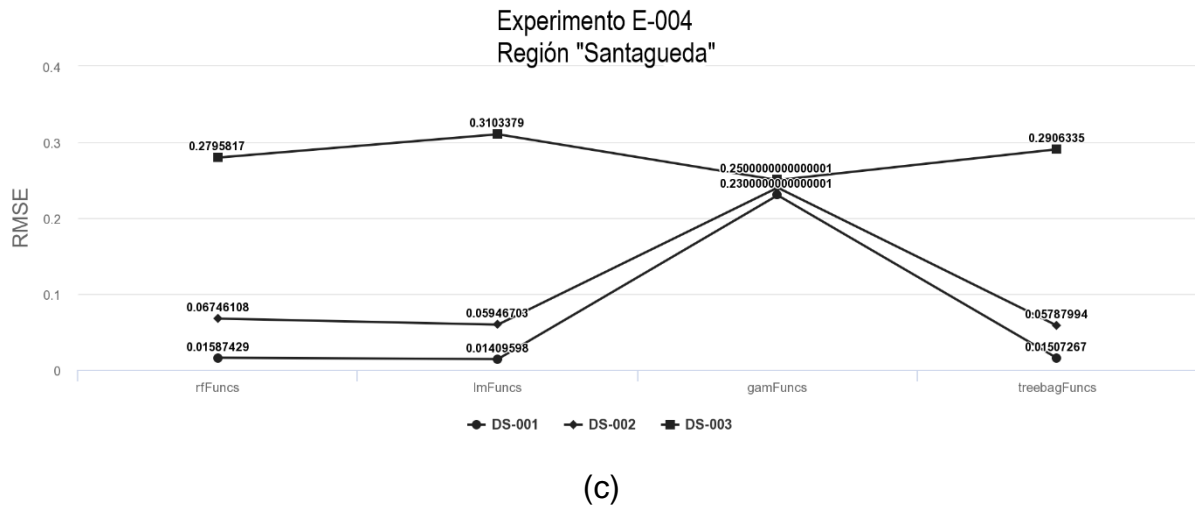 Experimento E-004
Región "Santagueda"
0.4
0.3
0.2
0.1
0
RMSE
0.2795817
0.3103379
0.2500000000000001
0.2906335
0.2300000000000001
0.06746108
0.05946703
0.05787994
0.01587429
0.01409598
0.01507267
rfFuncs
lmFuncs
gamFuncs
treebagFuncs
DS-001 DS-002 DS-003
(c)